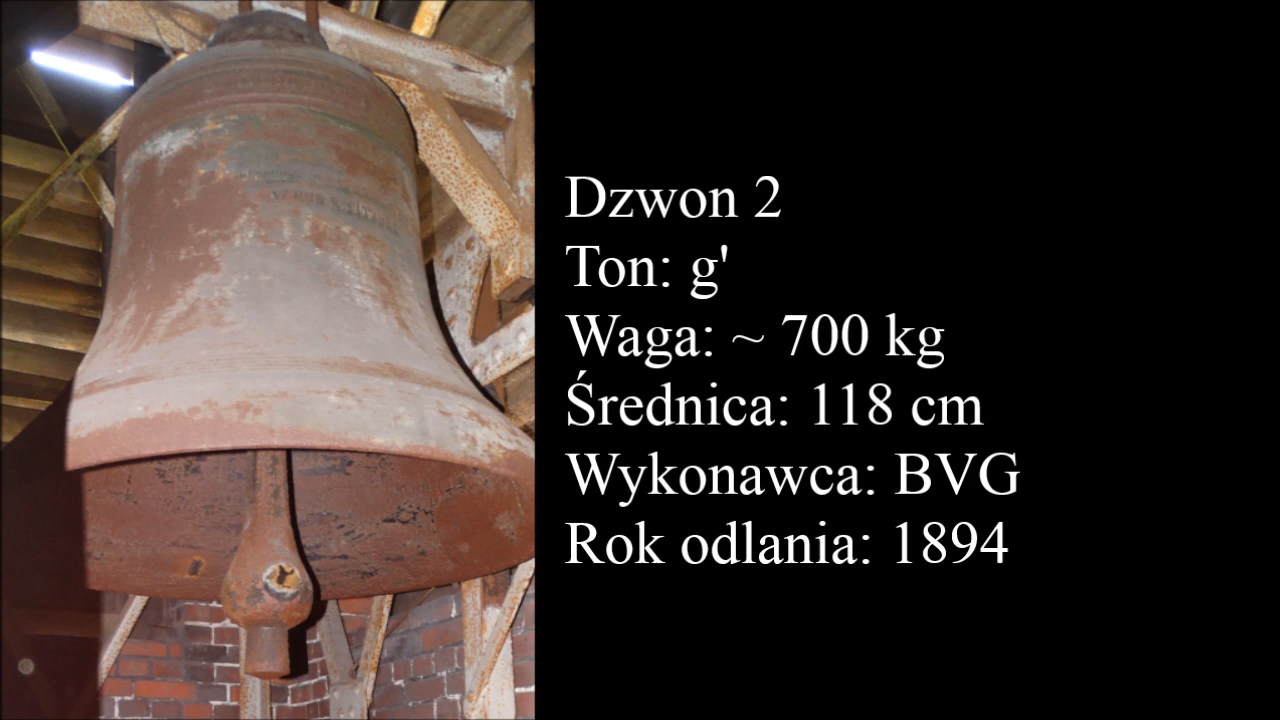 Dzwon 2
Ton: g'
Waga: ~ 700 kg
Średnica: 118 cm
Wykonawca: BVG
Rok odlania: 1894